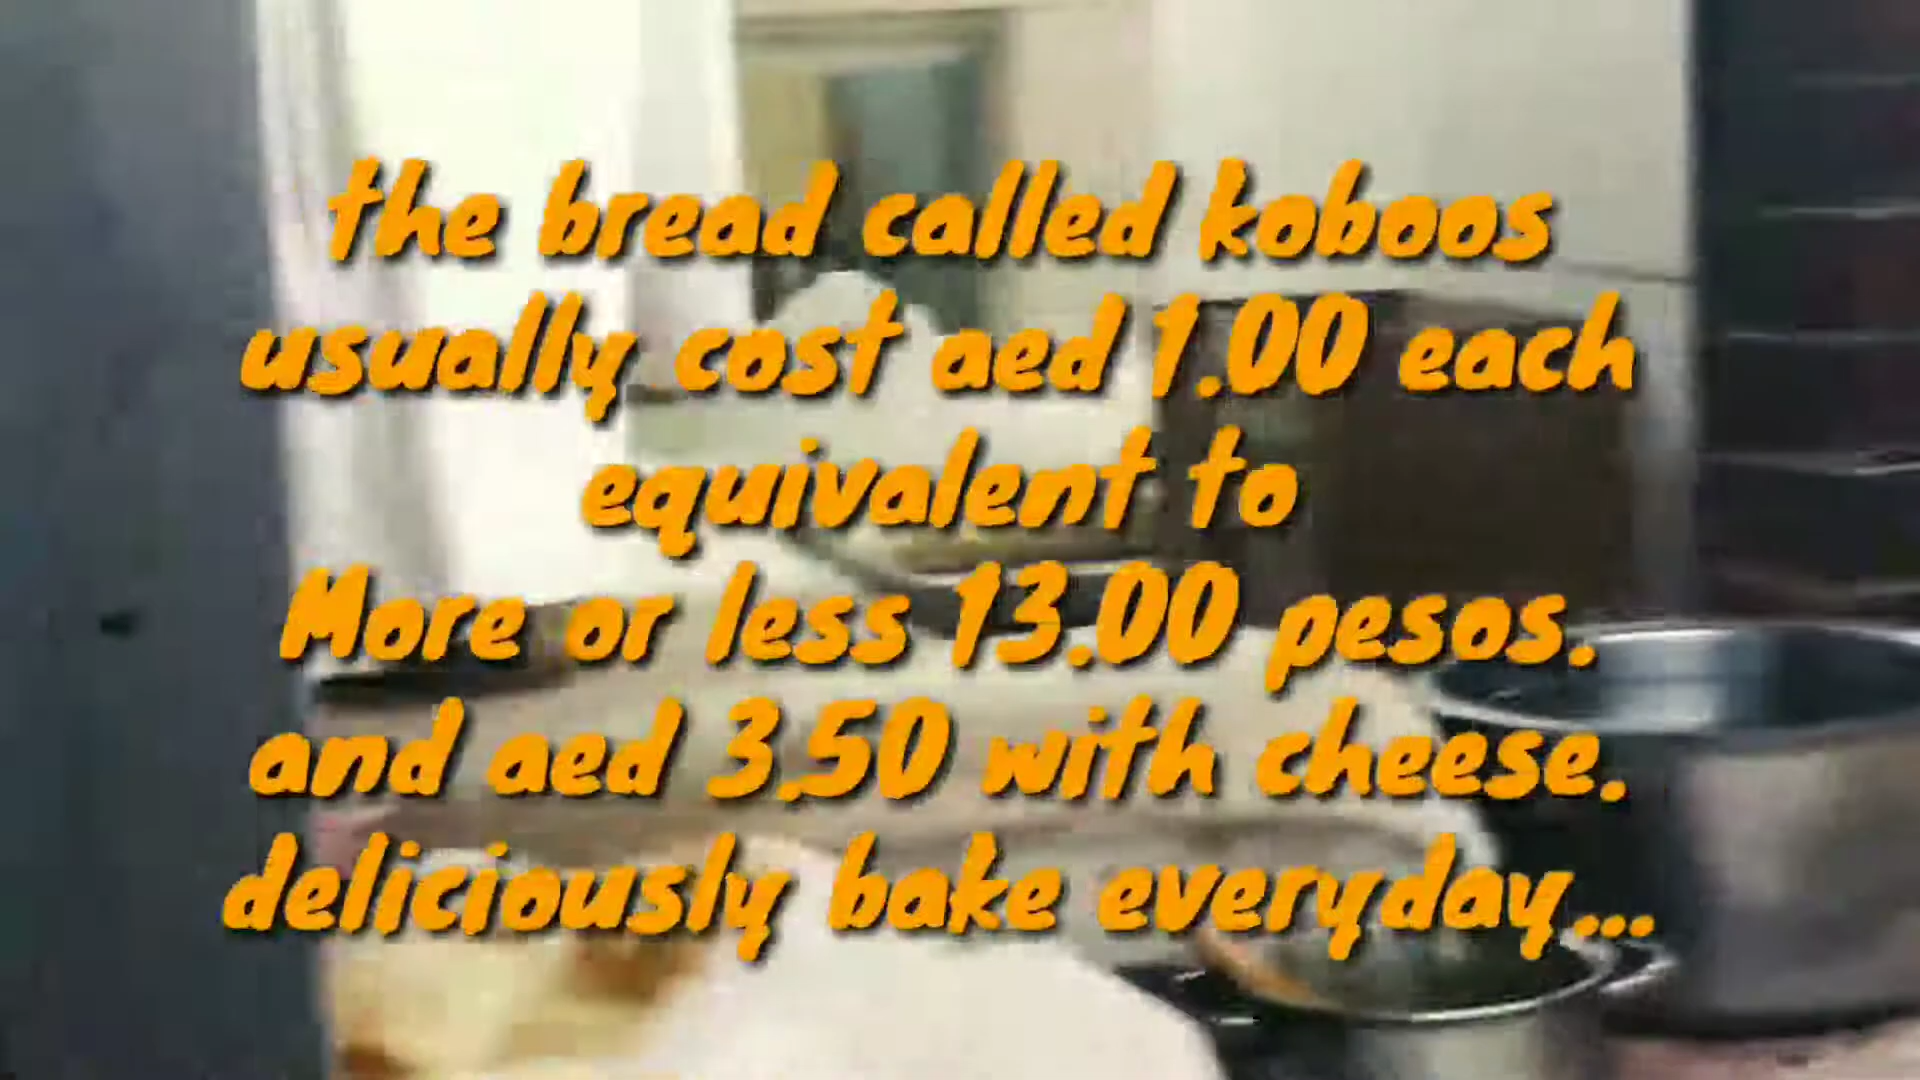 the bread called koboos
usually cost aed 1.00 each
equivalent to
More or less 13.00 pesos.
and aed 3.50 with cheese.
deliciously bake everyday...